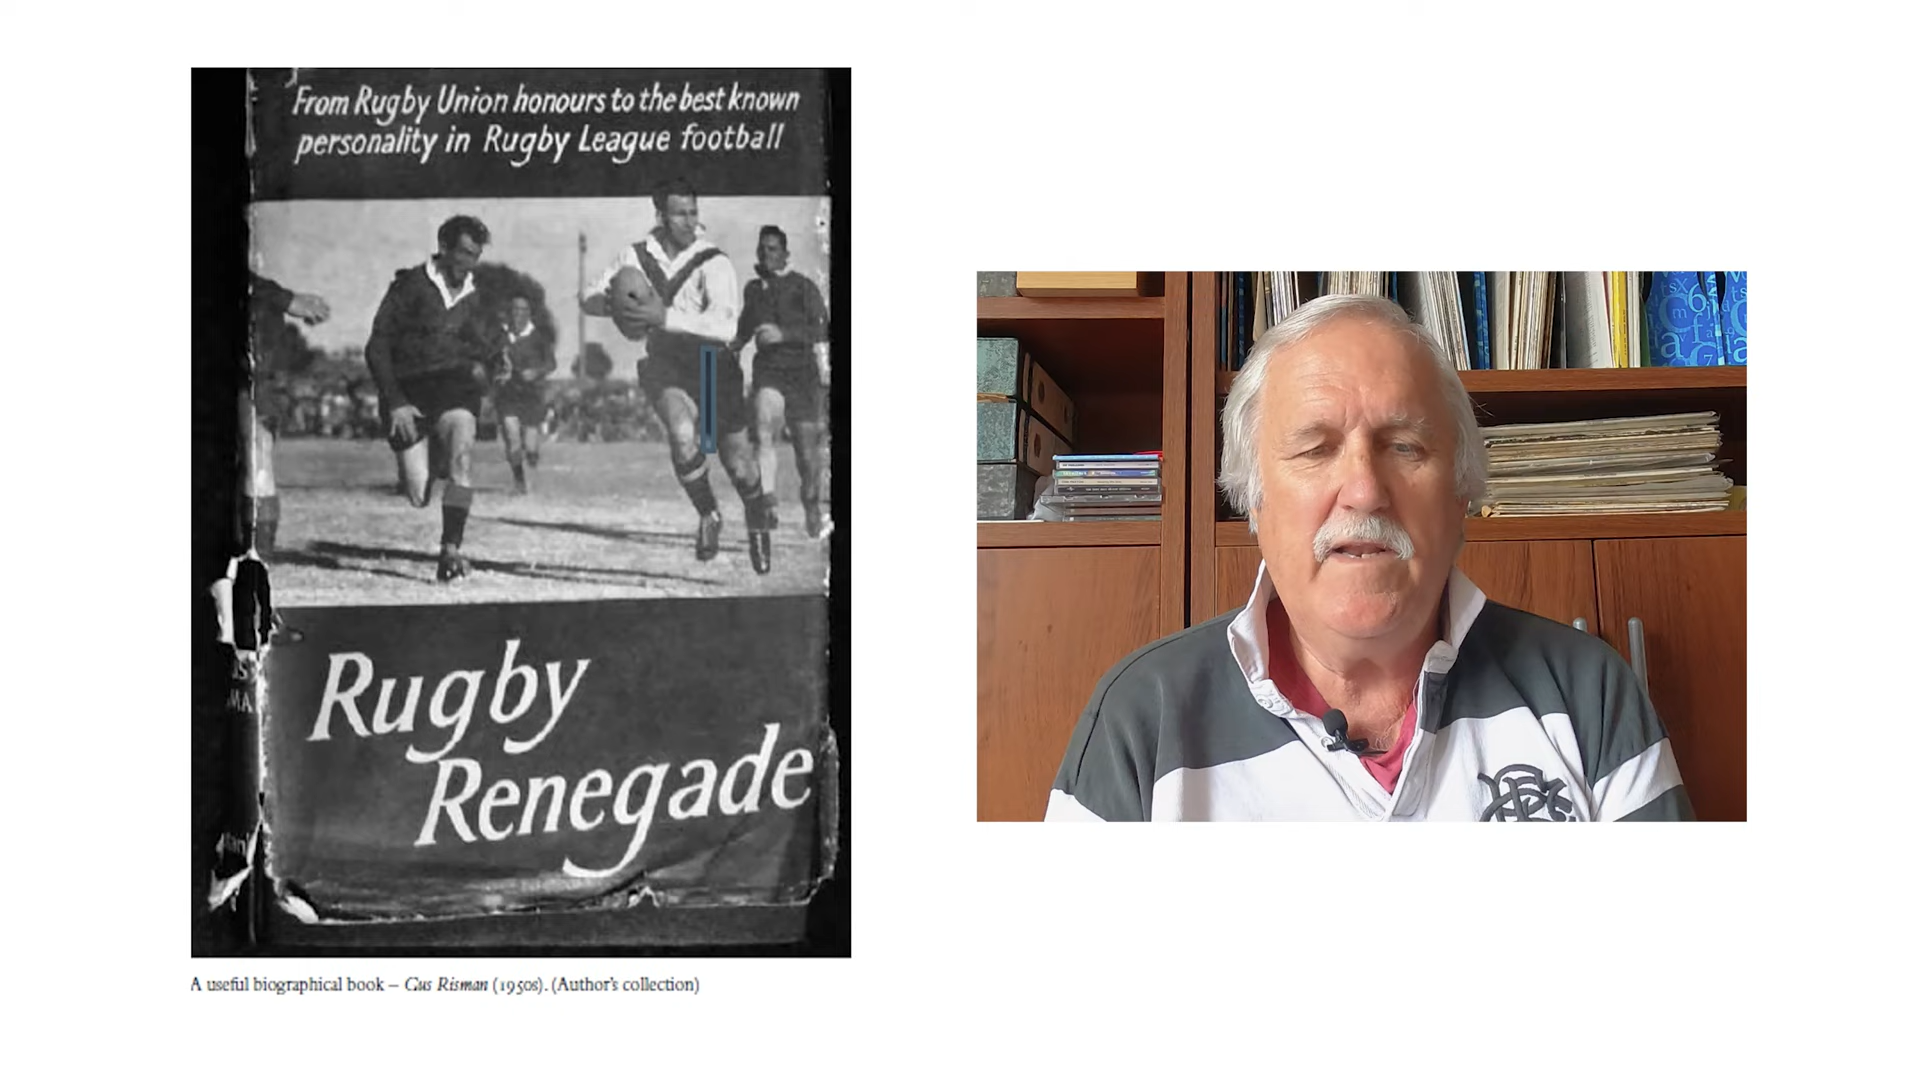 From Rugby Union honours to the best known
personality in Rugby League football
Rugby
Renegade
A useful biographical book – Gus Risman (1950s). (Author's collection)